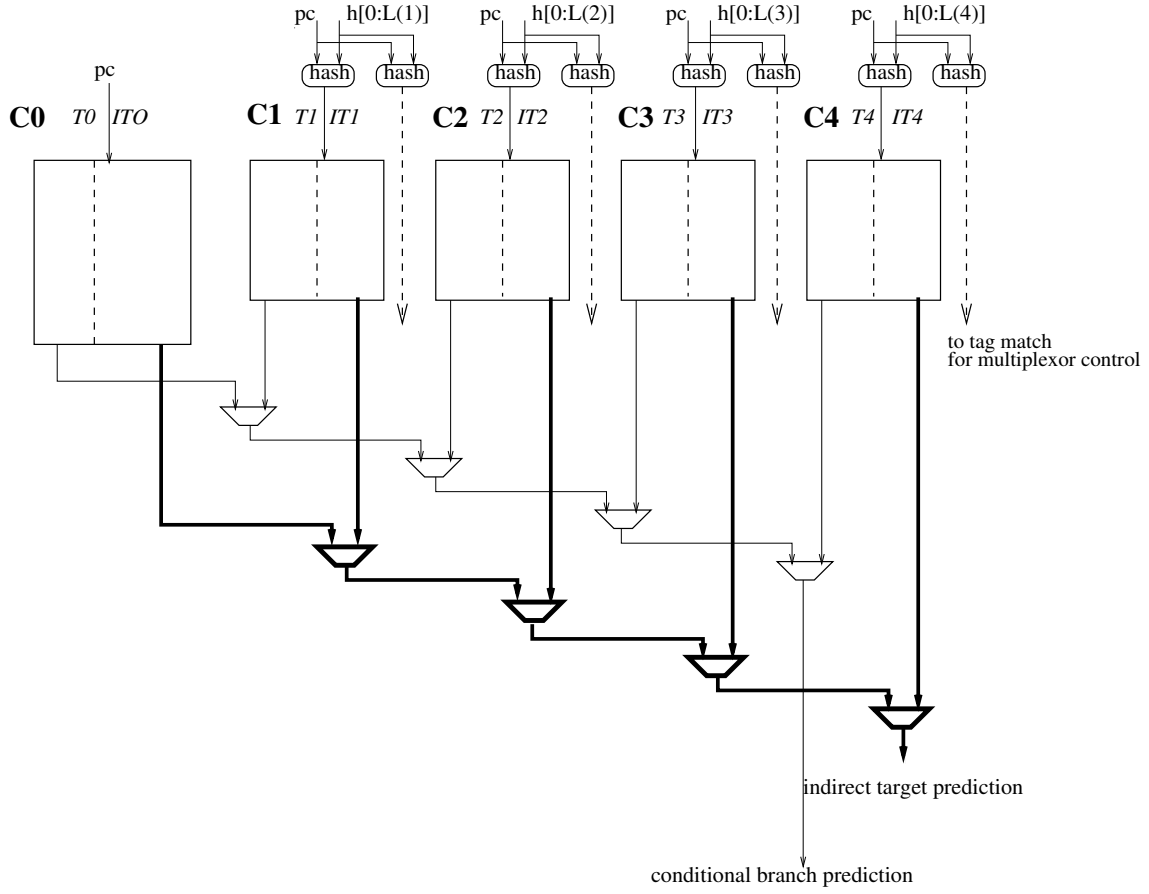 pc h[0:L(1)] pc h[0:L(2)] pc h[0:L(3)] pc h[0:L(4)]
hash hash hash hash hash hash hash hash
pc
C0 T0 ITO C1 T1 IT1 C2 T2 IT2 C3 T3 IT3 C4 T4 IT4
to tag match
for multiplexor control
indirect target prediction
conditional branch prediction